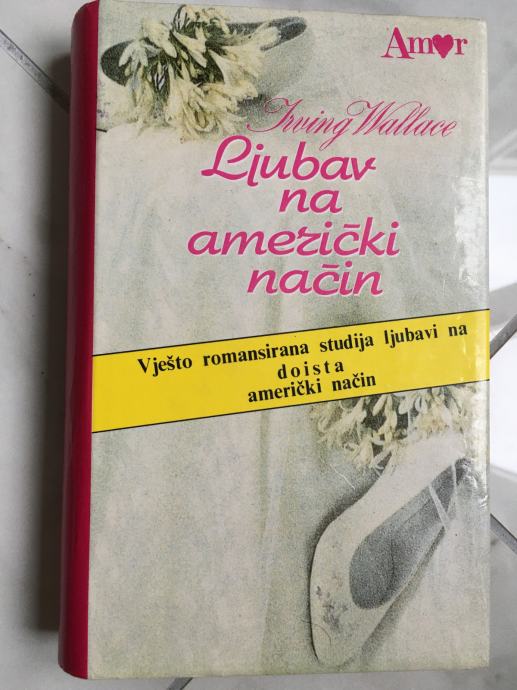 Amor
Irving Wallace
Ljubav
na
američki
način
Vješto romansirana studija ljubavi na
doista
američki način